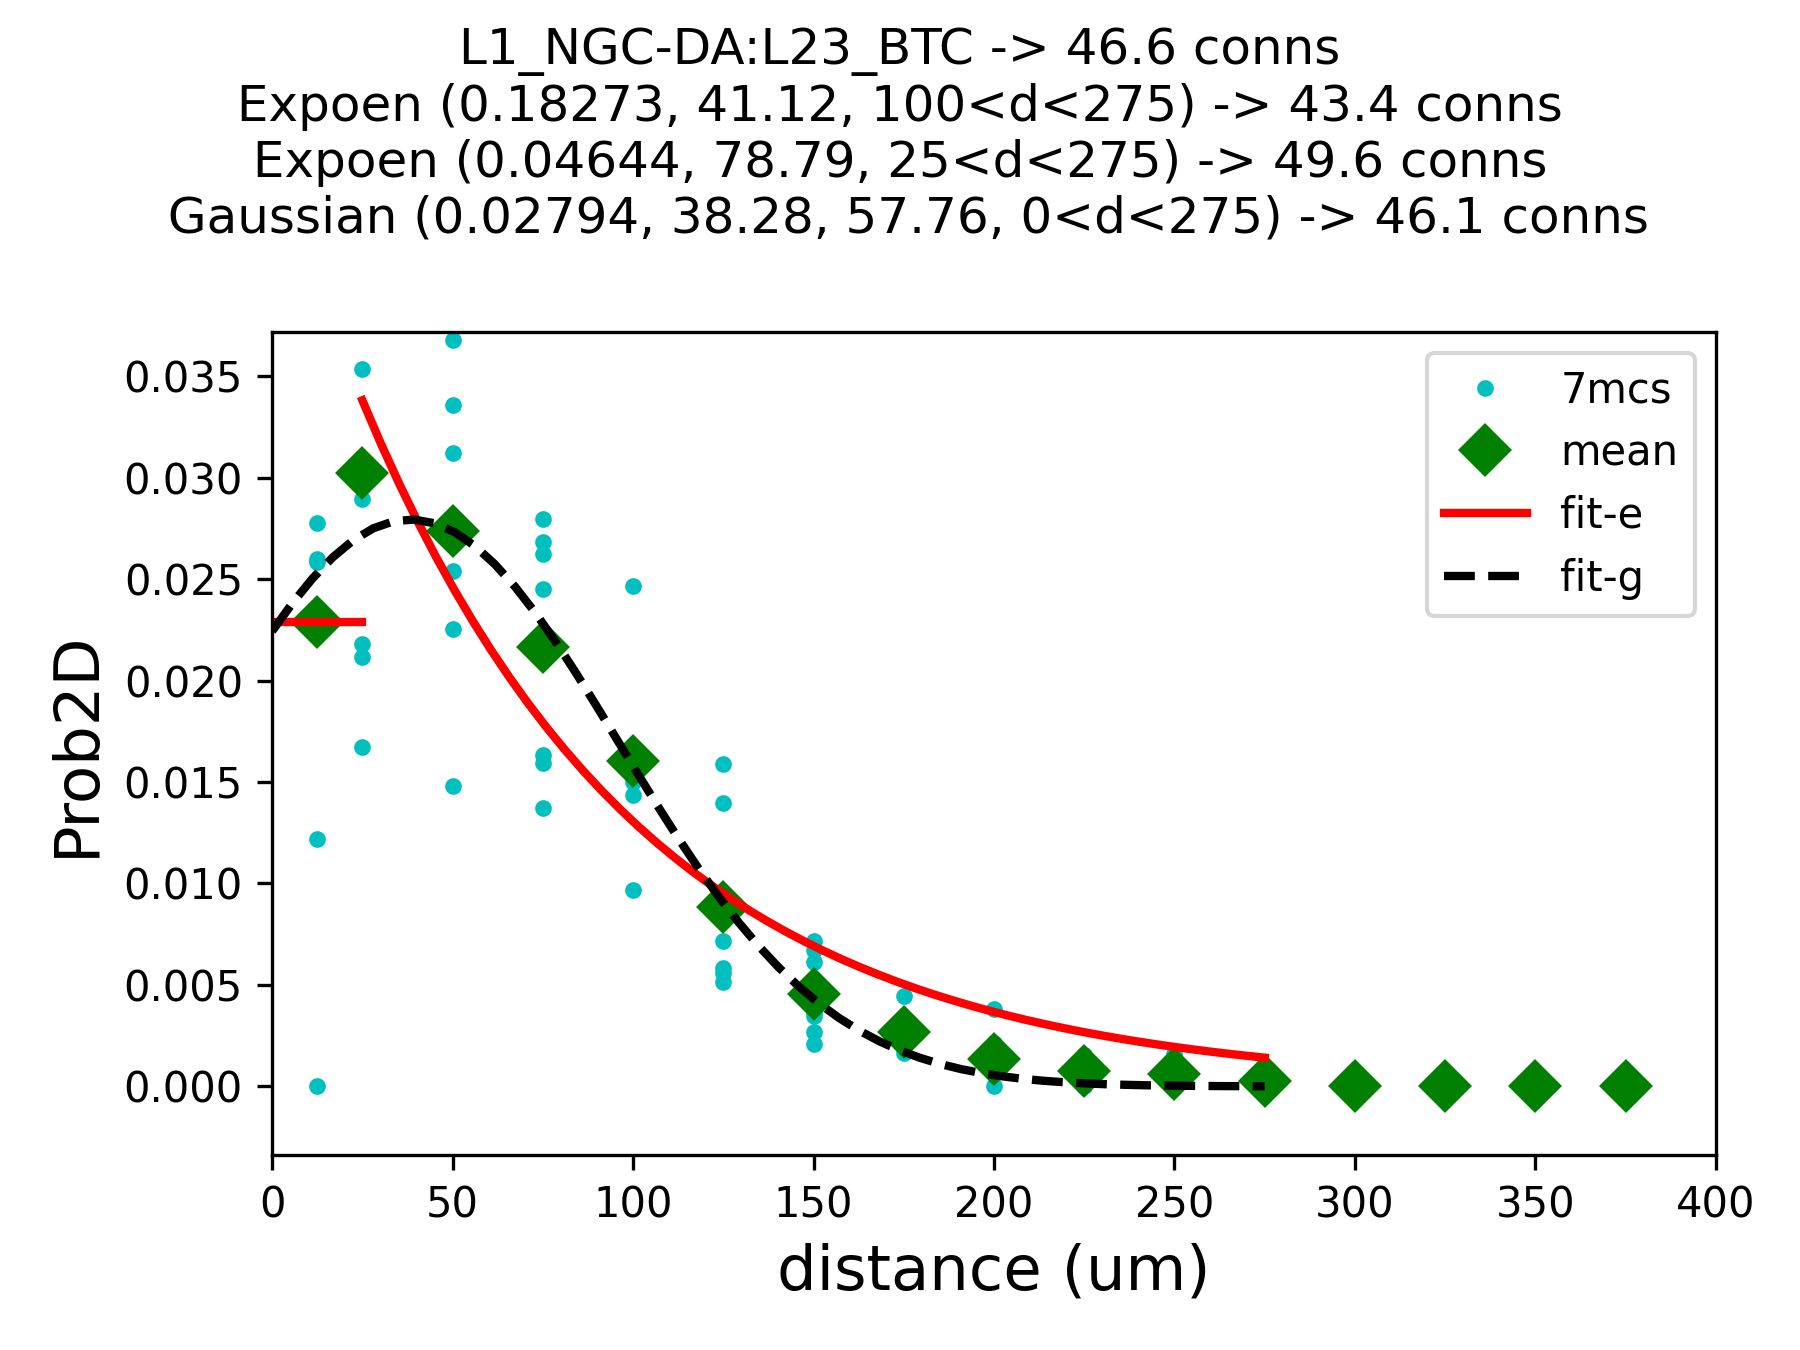 L1_NGC-DA:L23_BTC -> 46.6 conns
Expoen (0.18273, 41.12, 100<d<275) -> 43.4 conns
Expoen (0.04644, 78.79, 25<d<275) -> 49.6 conns
Gaussian (0.02794, 38.28, 57.76, 0<d<275) -> 46.1 conns
0.035
0.030
0.025
0.020
0.015
0.010
0.005
0.000
Prob2D
7mcs
mean
fit-e
fit-g
0 50 100 150 200 250 300 350 400
distance (um)